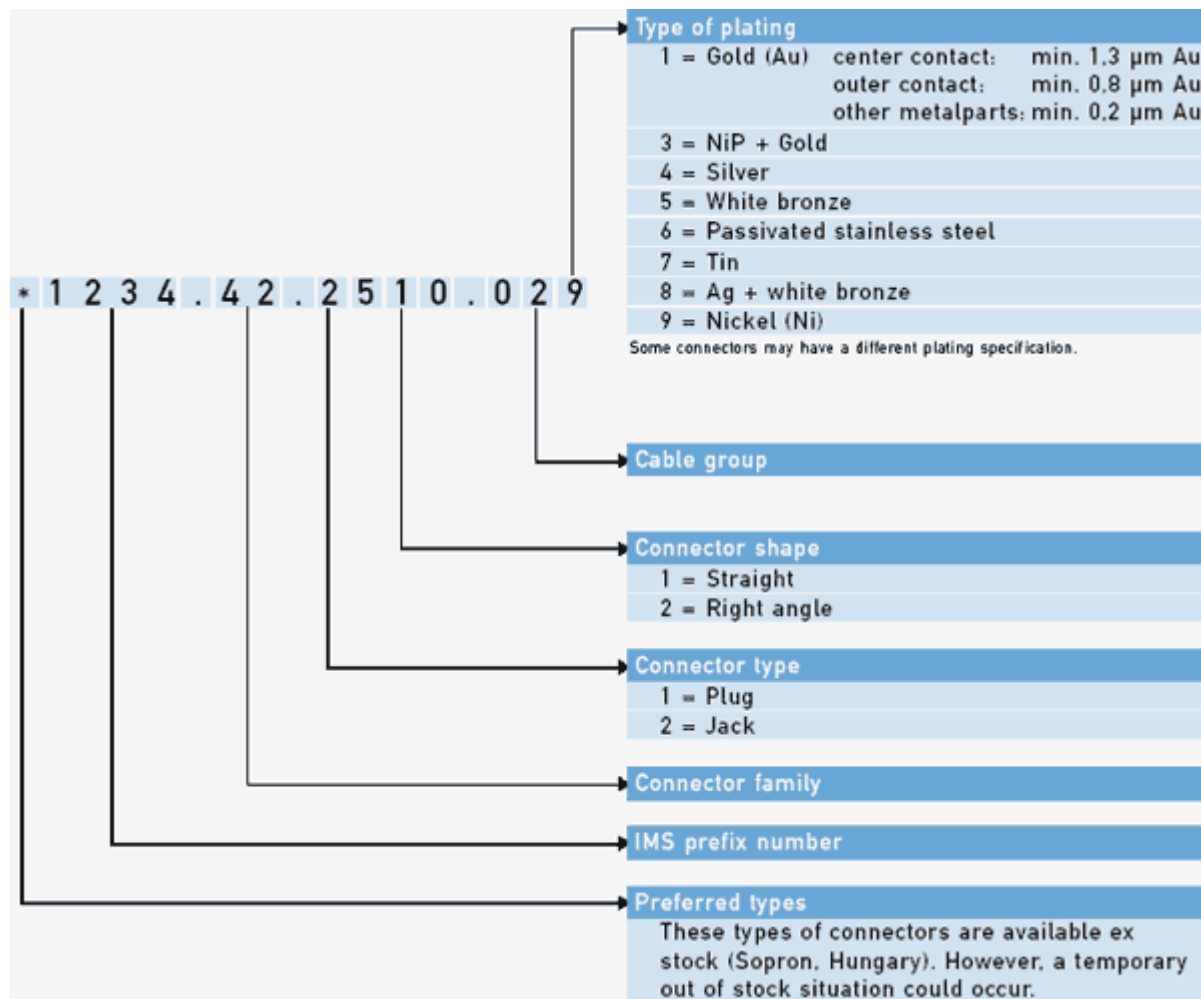 Type of plating
1 = Gold (Au) center contact: min. 1,3 µm Au
outer contact: min. 0,8 µm Au
other metalparts: min. 0,2 µm Au
3 = NiP + Gold
4 = Silver
5 = White bronze
6 = Passivated stainless steel
7 = Tin
* 1 2 3 4 . 4 2 . 2 5 1 0 . 0 2 9
8 = Ag + white bronze
9 = Nickel (Ni)
Some connectors may have a different plating specification.
Cable group
Connector shape
1 = Straight
2 = Right angle
Connector type
1 = Plug
2 = Jack
Connector family
IMS prefix number
Preferred types
These types of connectors are available ex
stock (Sopron, Hungary). However, a temporary
out of stock situation could occur.